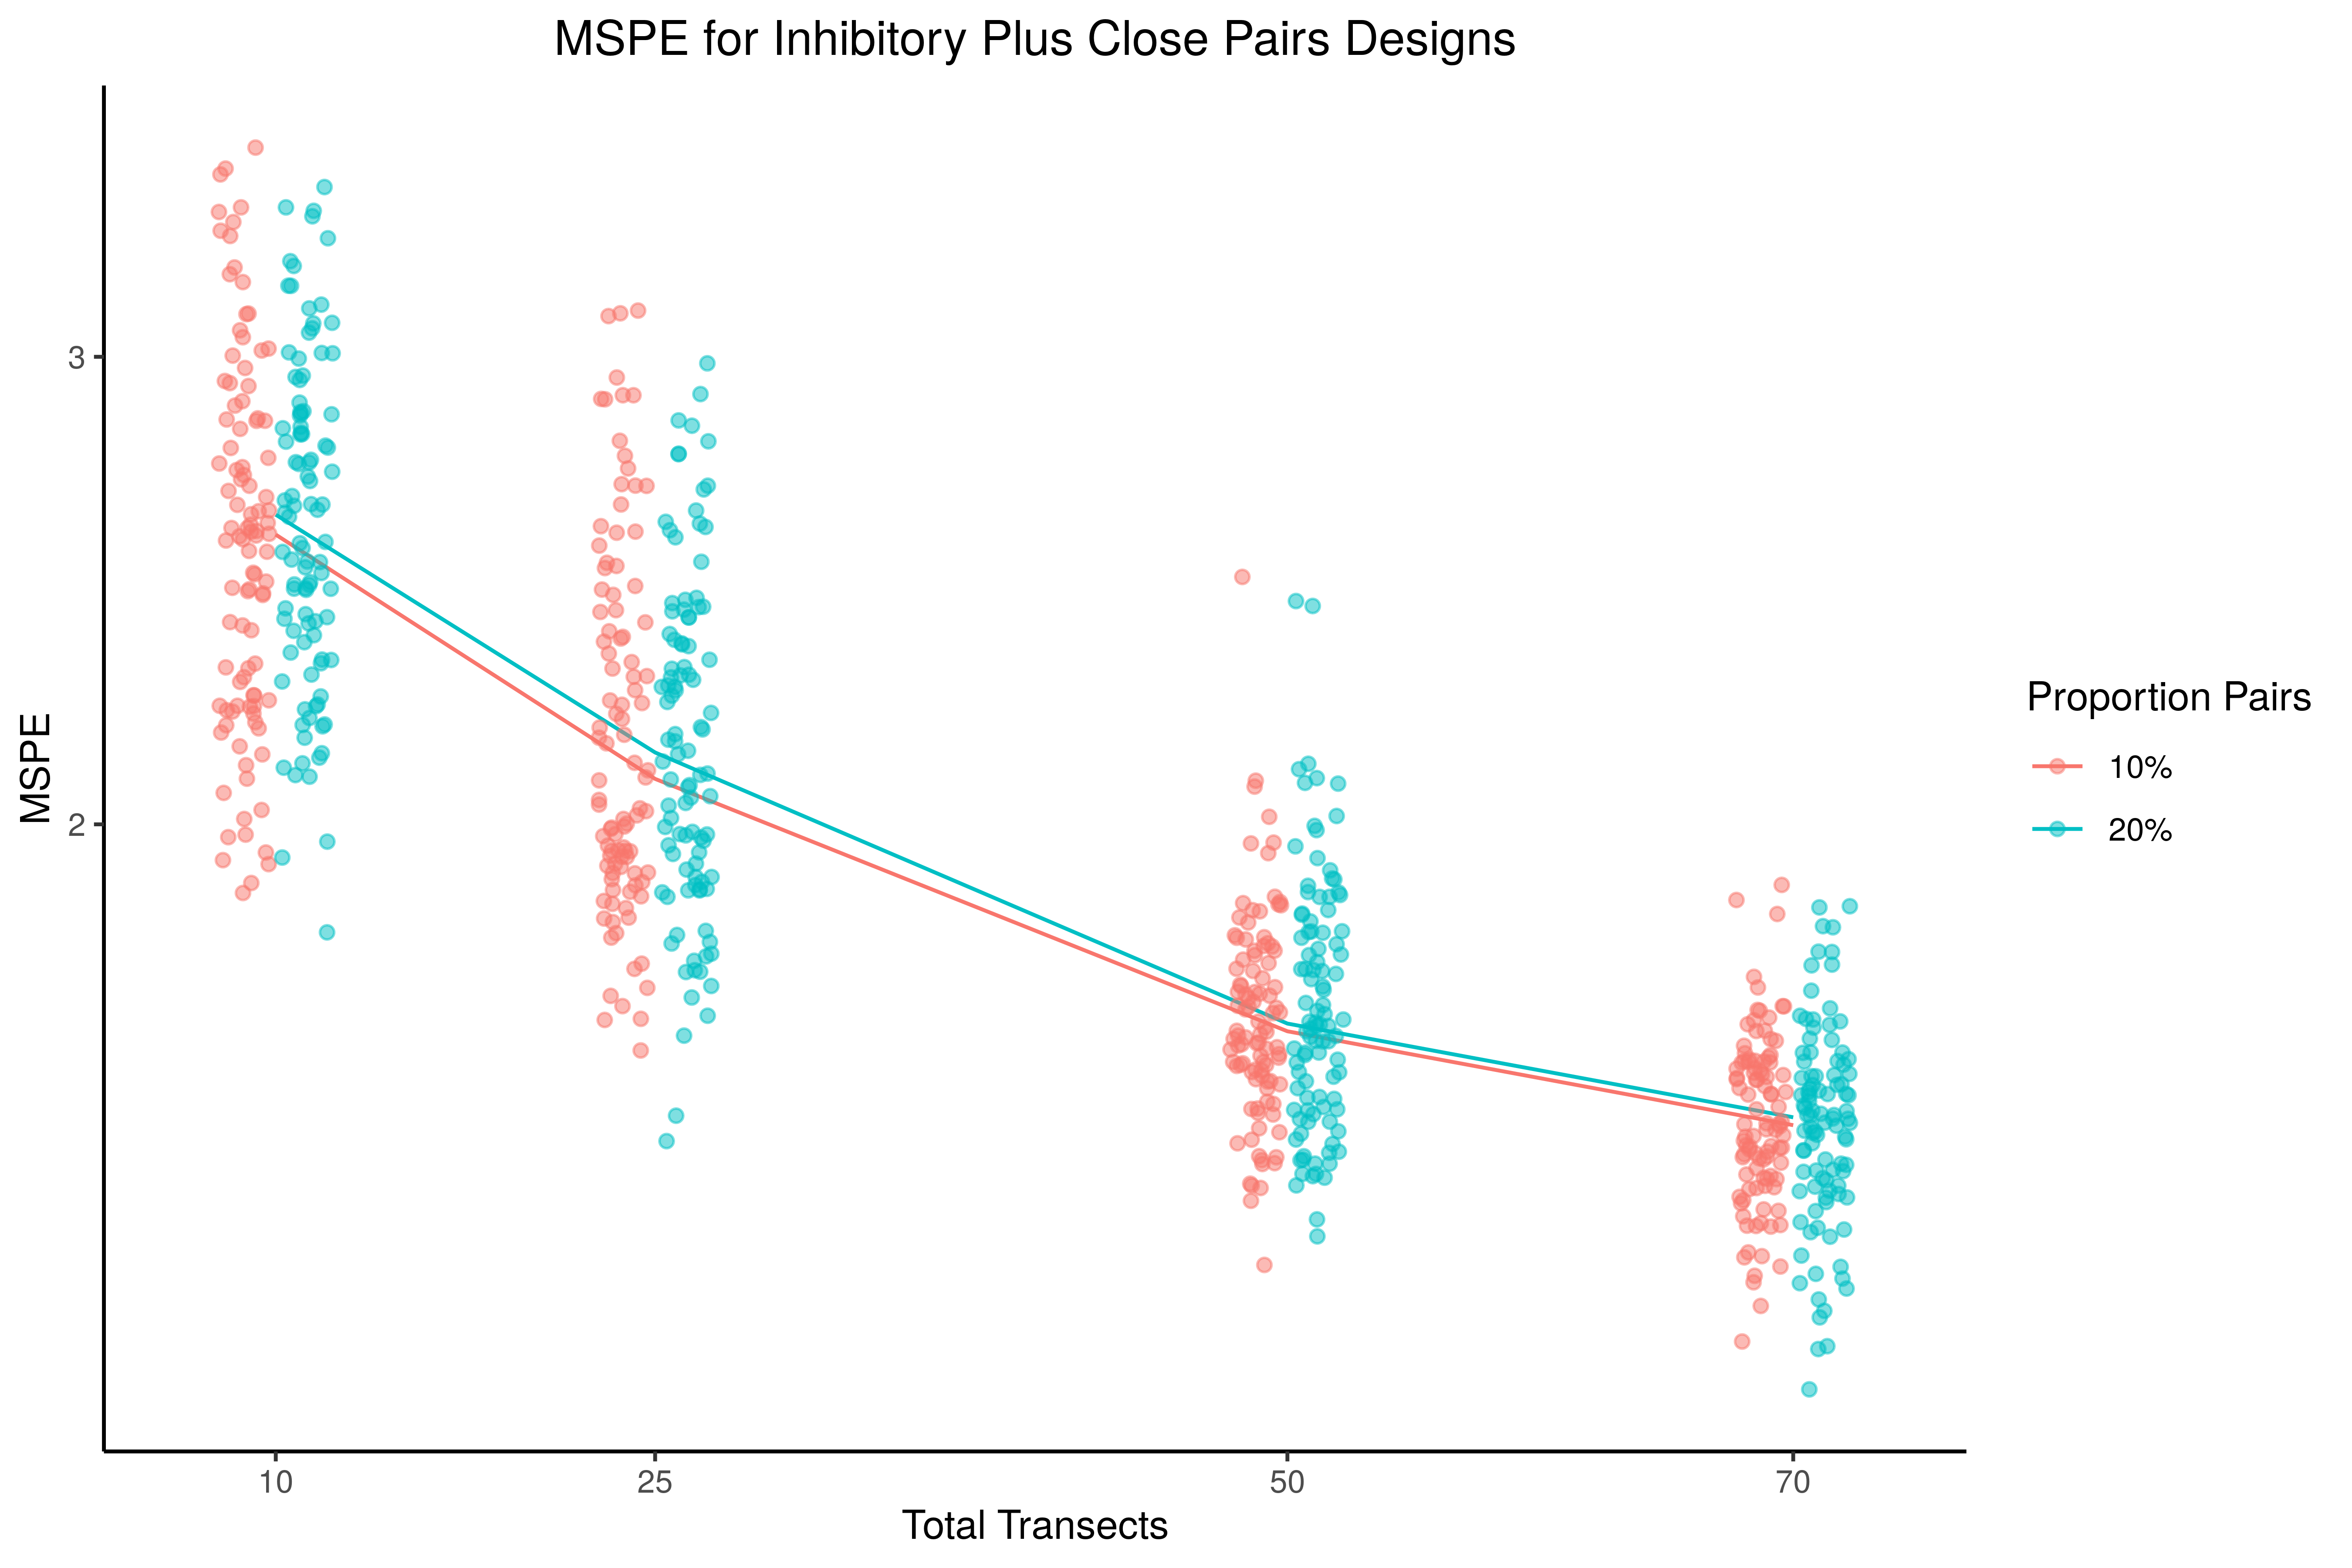 MSPE for Inhibitory Plus Close Pairs Designs
MSPE
3
2
10
25
50
70
Total Transects
Proportion Pairs
10%
20%